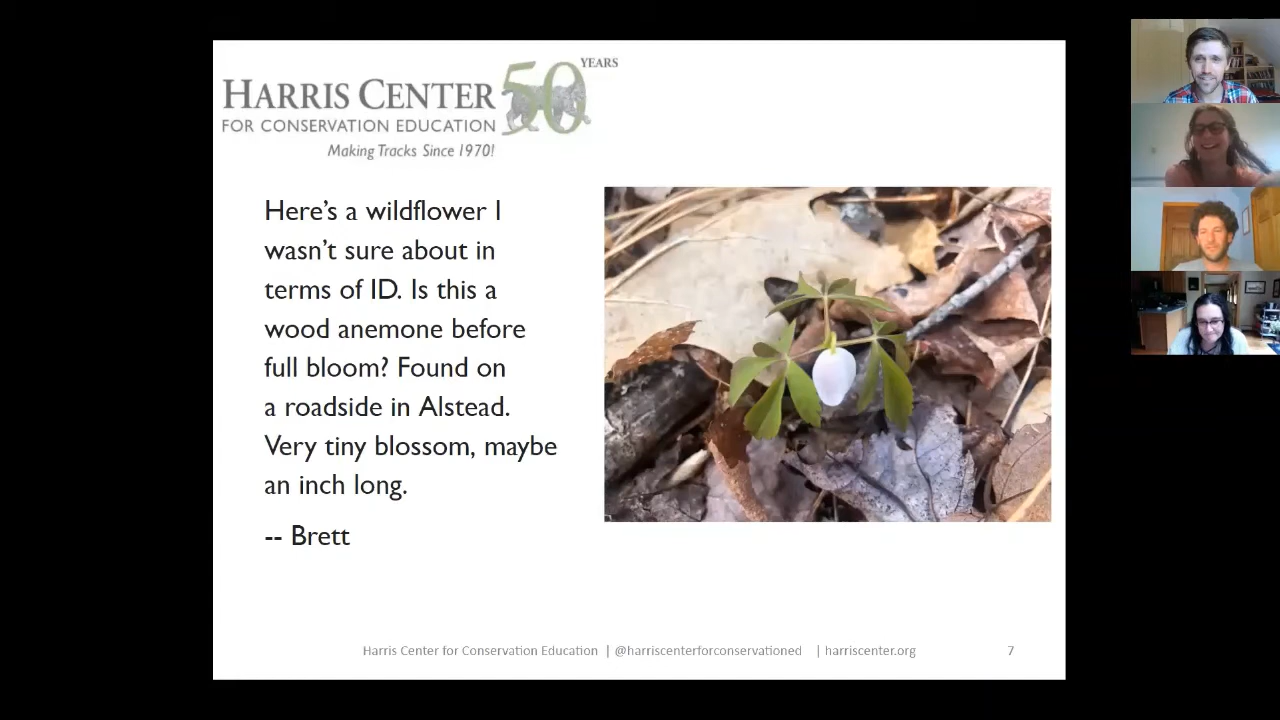 HARRIS CENTER
50 YEARS
FOR CONSERVATION EDUCATION
Making Tracks Since 1970!
Here's a wildflower I
wasn't sure about in
terms of ID. Is this a
wood anemone before
full bloom? Found on
a roadside in Alstead.
Very tiny blossom, maybe
an inch long.
-- Brett
Harris Center for Conservation Education | @harriscenterforconservationed | harriscenter.org 7